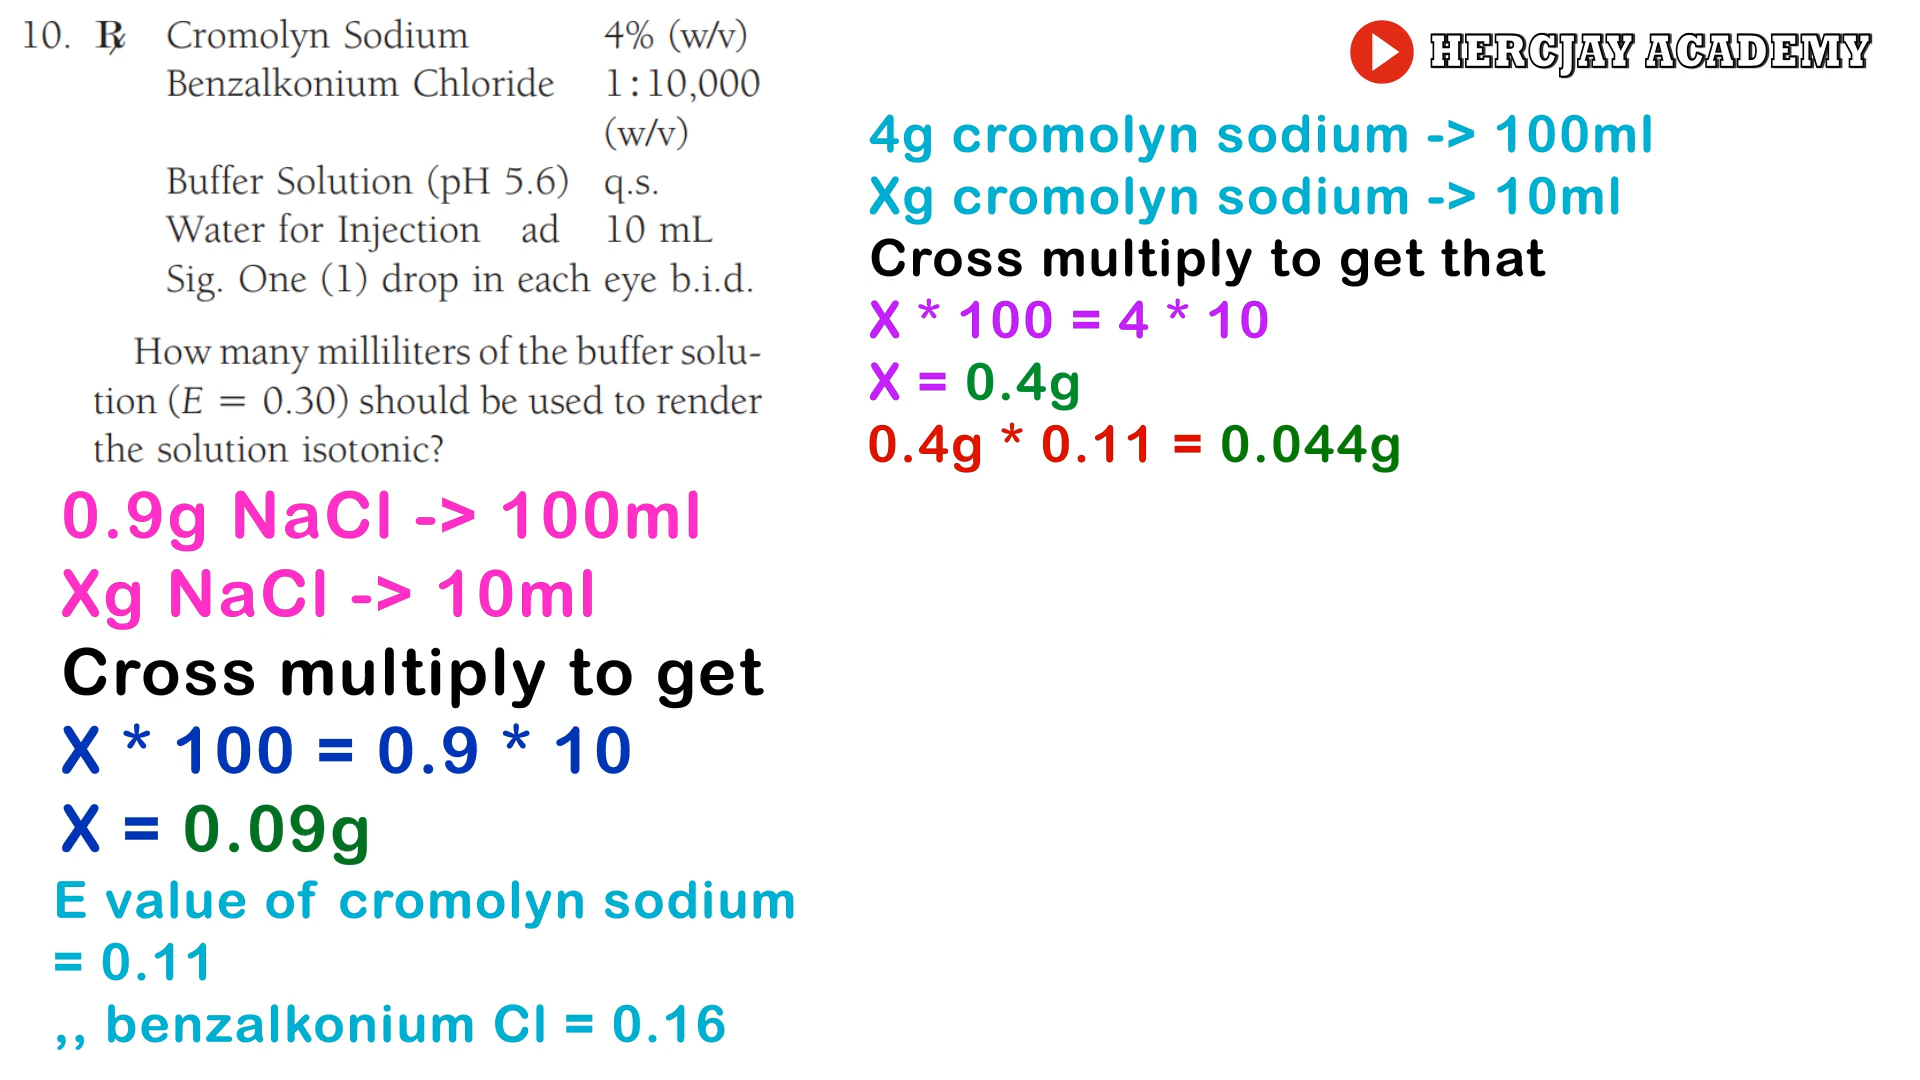 10. ℞ Cromolyn Sodium 4% (w/v)
Benzalkonium Chloride 1:10,000
(w/v)
Buffer Solution (pH 5.6) q.s.
Water for Injection ad 10 mL
Sig. One (1) drop in each eye b.i.d.
How many milliliters of the buffer solu-
tion (E = 0.30) should be used to render
the solution isotonic?
0.9g NaCl -> 100ml
Xg NaCl -> 10ml
Cross multiply to get
X * 100 = 0.9 * 10
X = 0.09g
E value of cromolyn sodium
= 0.11
,, benzalkonium Cl = 0.16
HERCJAY ACADEMY
4g cromolyn sodium -> 100ml
Xg cromolyn sodium -> 10ml
Cross multiply to get that
X * 100 = 4 * 10
X = 0.4g
0.4g * 0.11 = 0.044g